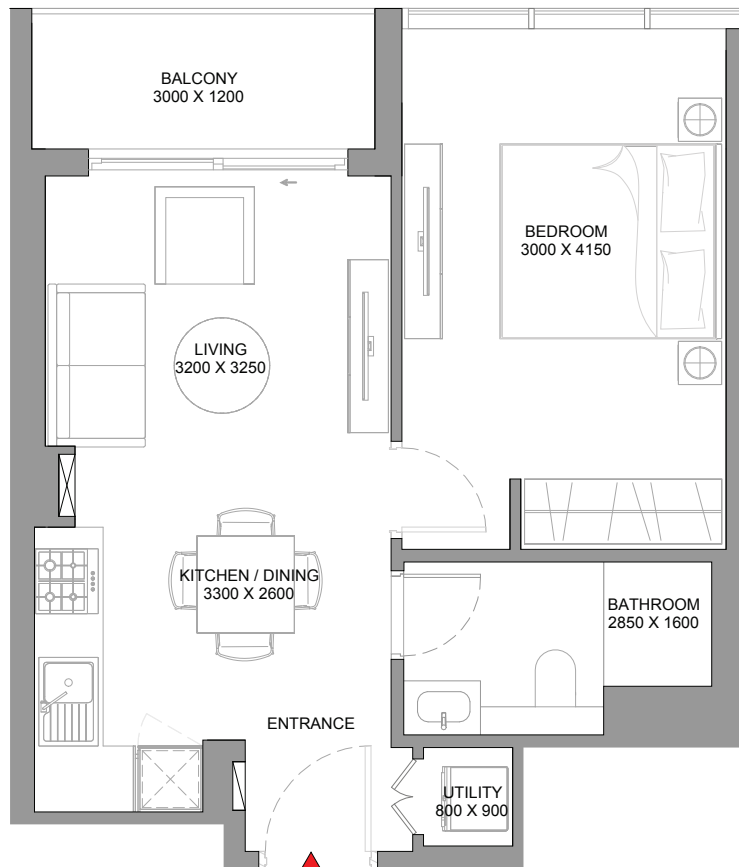 BALCONY
3000 X 1200
BEDROOM
3000 X 4150
LIVING
3200 X 3250
KITCHEN / DINING
3300 X 2600
BATHROOM
2850 X 1600
ENTRANCE
UTILITY
800 X 900